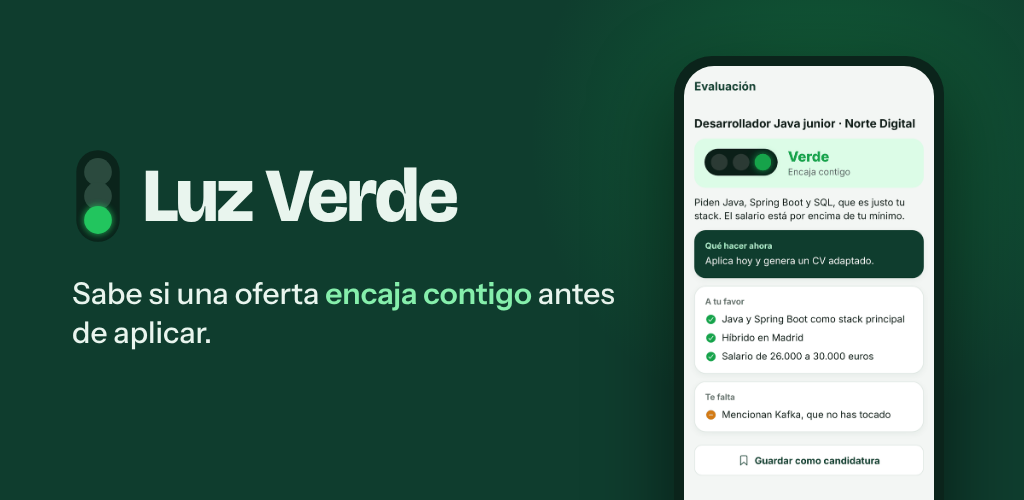 Luz Verde
Sabe si una oferta encaja contigo antes
de aplicar.
Evaluación
Desarrollador Java junior · Norte Digital
Verde
Encaja contigo
Piden Java, Spring Boot y SQL, que es justo tu
stack. El salario está por encima de tu mínimo.
Qué hacer ahora
Aplica hoy y genera un CV adaptado.
A tu favor
Java y Spring Boot como stack principal
Híbrido en Madrid
Salario de 26.000 a 30.000 euros
Te falta
Mencionan Kafka, que no has tocado
Guardar como candidatura